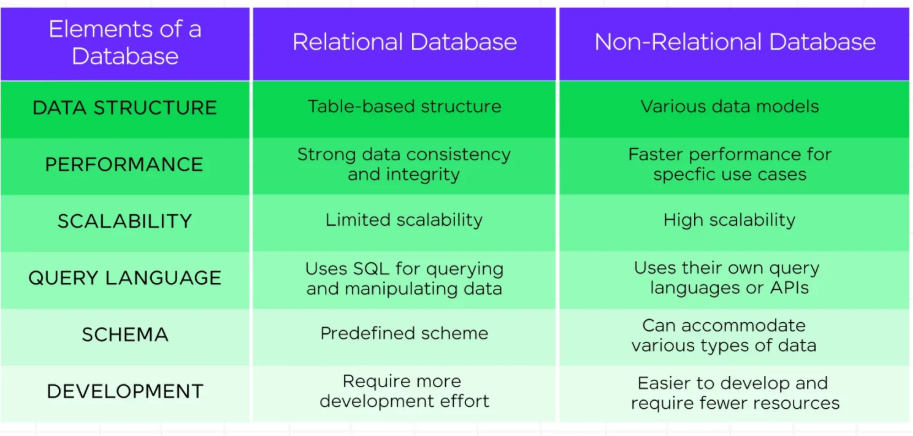 Elements of a
Database
Relational Database
Non-Relational Database
DATA STRUCTURE
Table-based structure
Various data models
PERFORMANCE
Strong data consistency
and integrity
Faster performance for
specfic use cases
SCALABILITY
Limited scalability
High scalability
QUERY LANGUAGE
Uses SQL for querying
and manipulating data
Uses their own query
languages or APIs
SCHEMA
Predefined scheme
Can accommodate
various types of data
DEVELOPMENT
Require more
development effort
Easier to develop and
require fewer resources